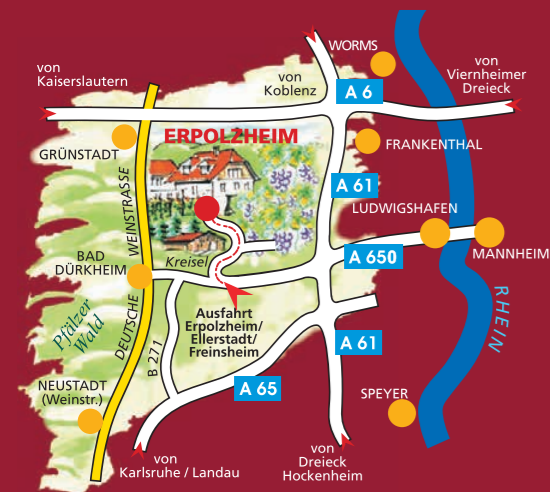 WORMS
von
Kaiserslautern
von
Koblenz
von
Viernheimer
Dreieck
A 6
ERPOLZHEIM
GRÜNSTADT
FRANKENTHAL
A 61
LUDWIGSHAFEN
MANNHEIM
DEUTSCHE WEINSTRASSE
BAD
DÜRKHEIM
Kreisel
A 650
Pfälzer
Wald
Ausfahrt
Erpolzheim/
Ellerstadt/
Freinsheim
RHEIN
B 271
A 61
NEUSTADT
(Weinstr.)
A 65
SPEYER
von
Karlsruhe / Landau
von
Dreieck
Hockenheim